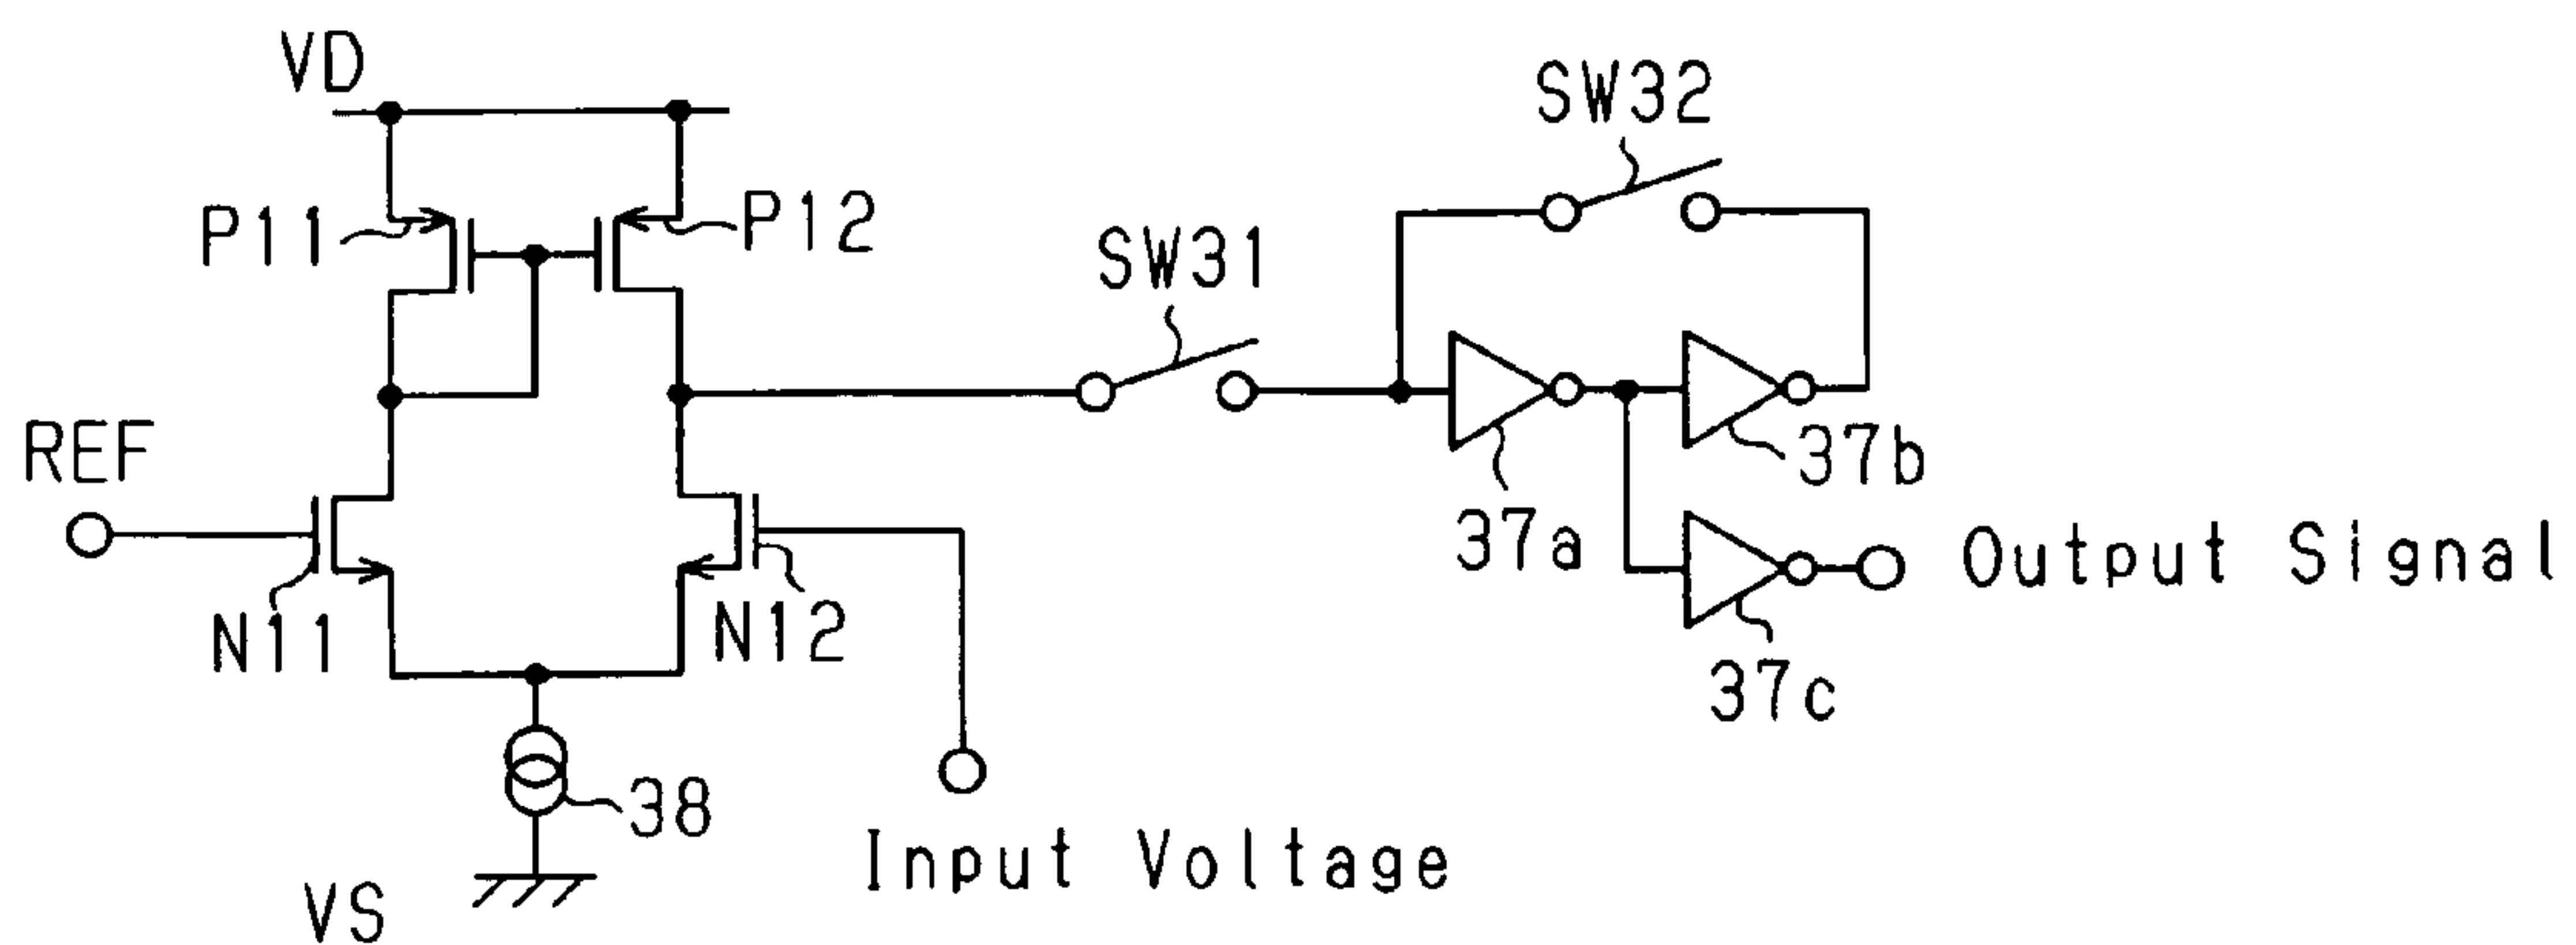 VD
SW32
P11
P12
SW31
REF
37b
37a
Output Signal
N11
N12
37c
38
Input Voltage
VS